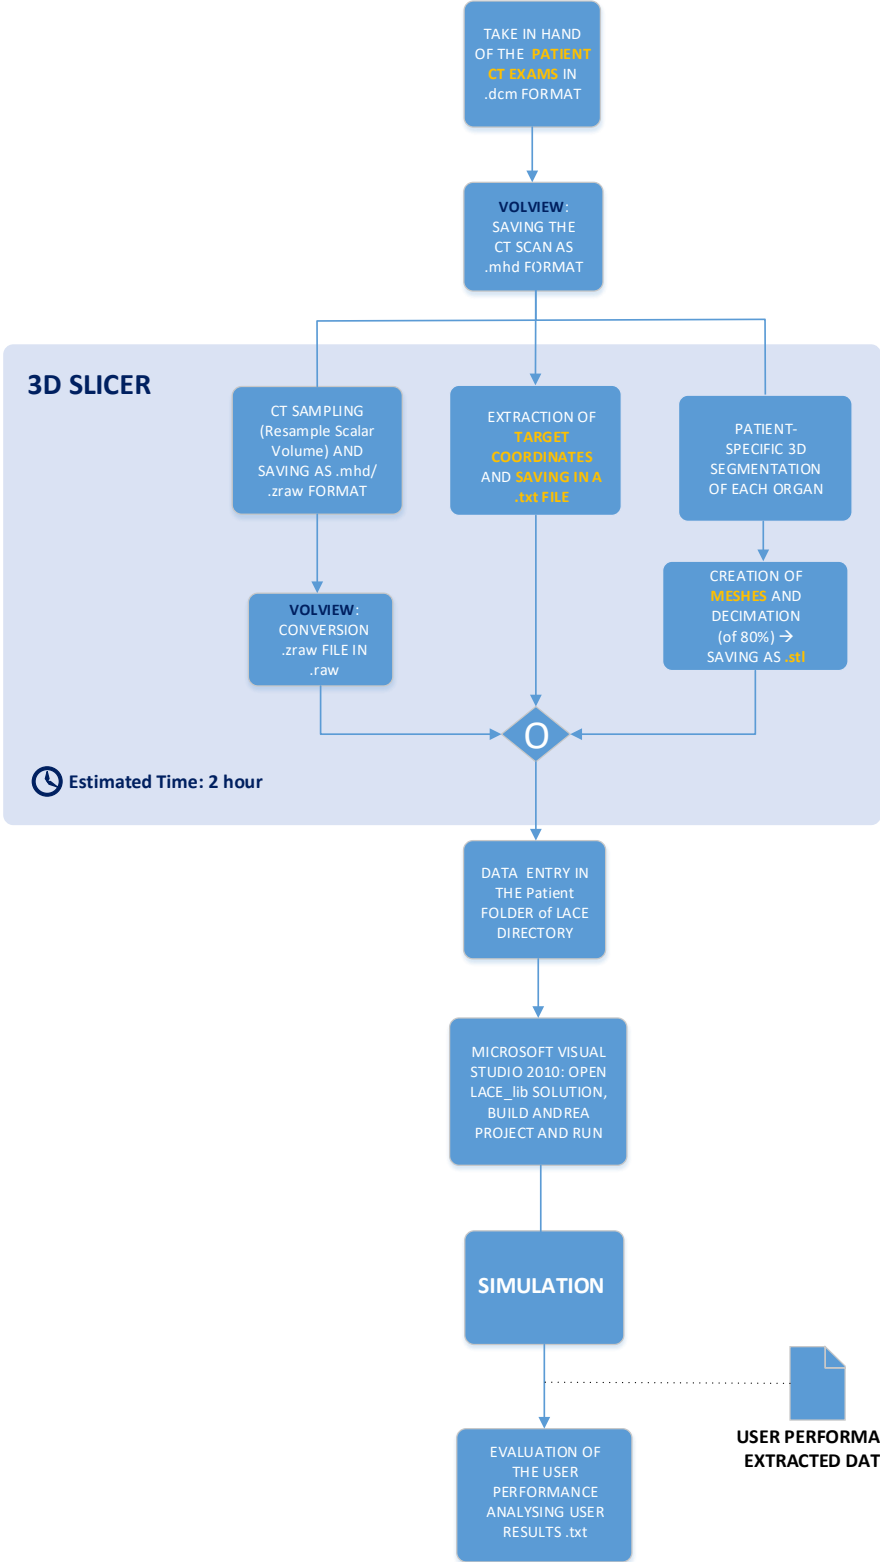 TAKE IN HAND
OF THE PATIENT
CT EXAMS IN
.dcm FORMAT
VOLVIEW:
SAVING THE
CT SCAN AS
.mhd FORMAT
3D SLICER
CT SAMPLING
(Resample Scalar
Volume) AND
SAVING AS .mhd/
.zraw FORMAT
EXTRACTION OF
TARGET
COORDINATES
AND SAVING IN A
.txt FILE
PATIENT-
SPECIFIC 3D
SEGMENTATION
OF EACH ORGAN
VOLVIEW:
CONVERSION
.zraw FILE IN
.raw
CREATION OF
MESHES AND
DECIMATION
(of 80%) →
SAVING AS .stl
O
Estimated Time: 2 hour
DATA ENTRY IN
THE Patient
FOLDER of LACE
DIRECTORY
MICROSOFT VISUAL
STUDIO 2010: OPEN
LACE_lib SOLUTION,
BUILD ANDREA
PROJECT AND RUN
SIMULATION
USER PERFORMA
EXTRACTED DAT
EVALUATION OF
THE USER
PERFORMANCE
ANALYSING USER
RESULTS .txt